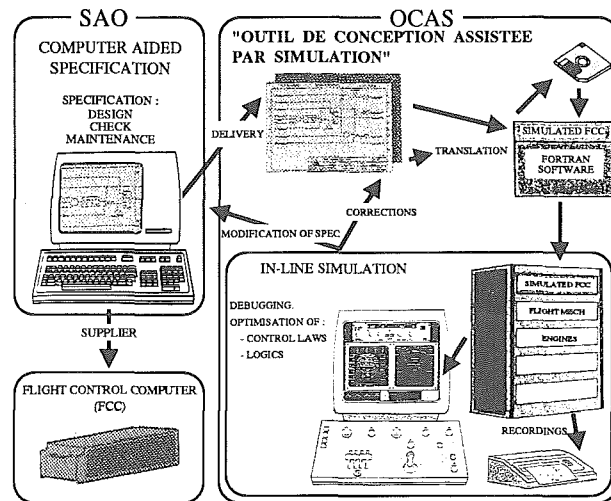 SAO
COMPUTER AIDED
SPECIFICATION
SPECIFICATION :
DESIGN
CHECK
MAINTENANCE
SUPPLIER
FLIGHT CONTROL COMPUTER
(FCC)
OCAS
"OUTIL DE CONCEPTION ASSISTEE
PAR SIMULATION"
DELIVERY
TRANSLATION
SIMULATED FCC
FORTRAN
SOFTWARE
CORRECTIONS
MODIFICATION OF SPEC
IN-LINE SIMULATION
DEBUGGING.
OPTIMISATION OF :
- CONTROL LAWS
- LOGICS
SIMULATED FCC
FLIGHT MECH
ENGINES
RECORDINGS